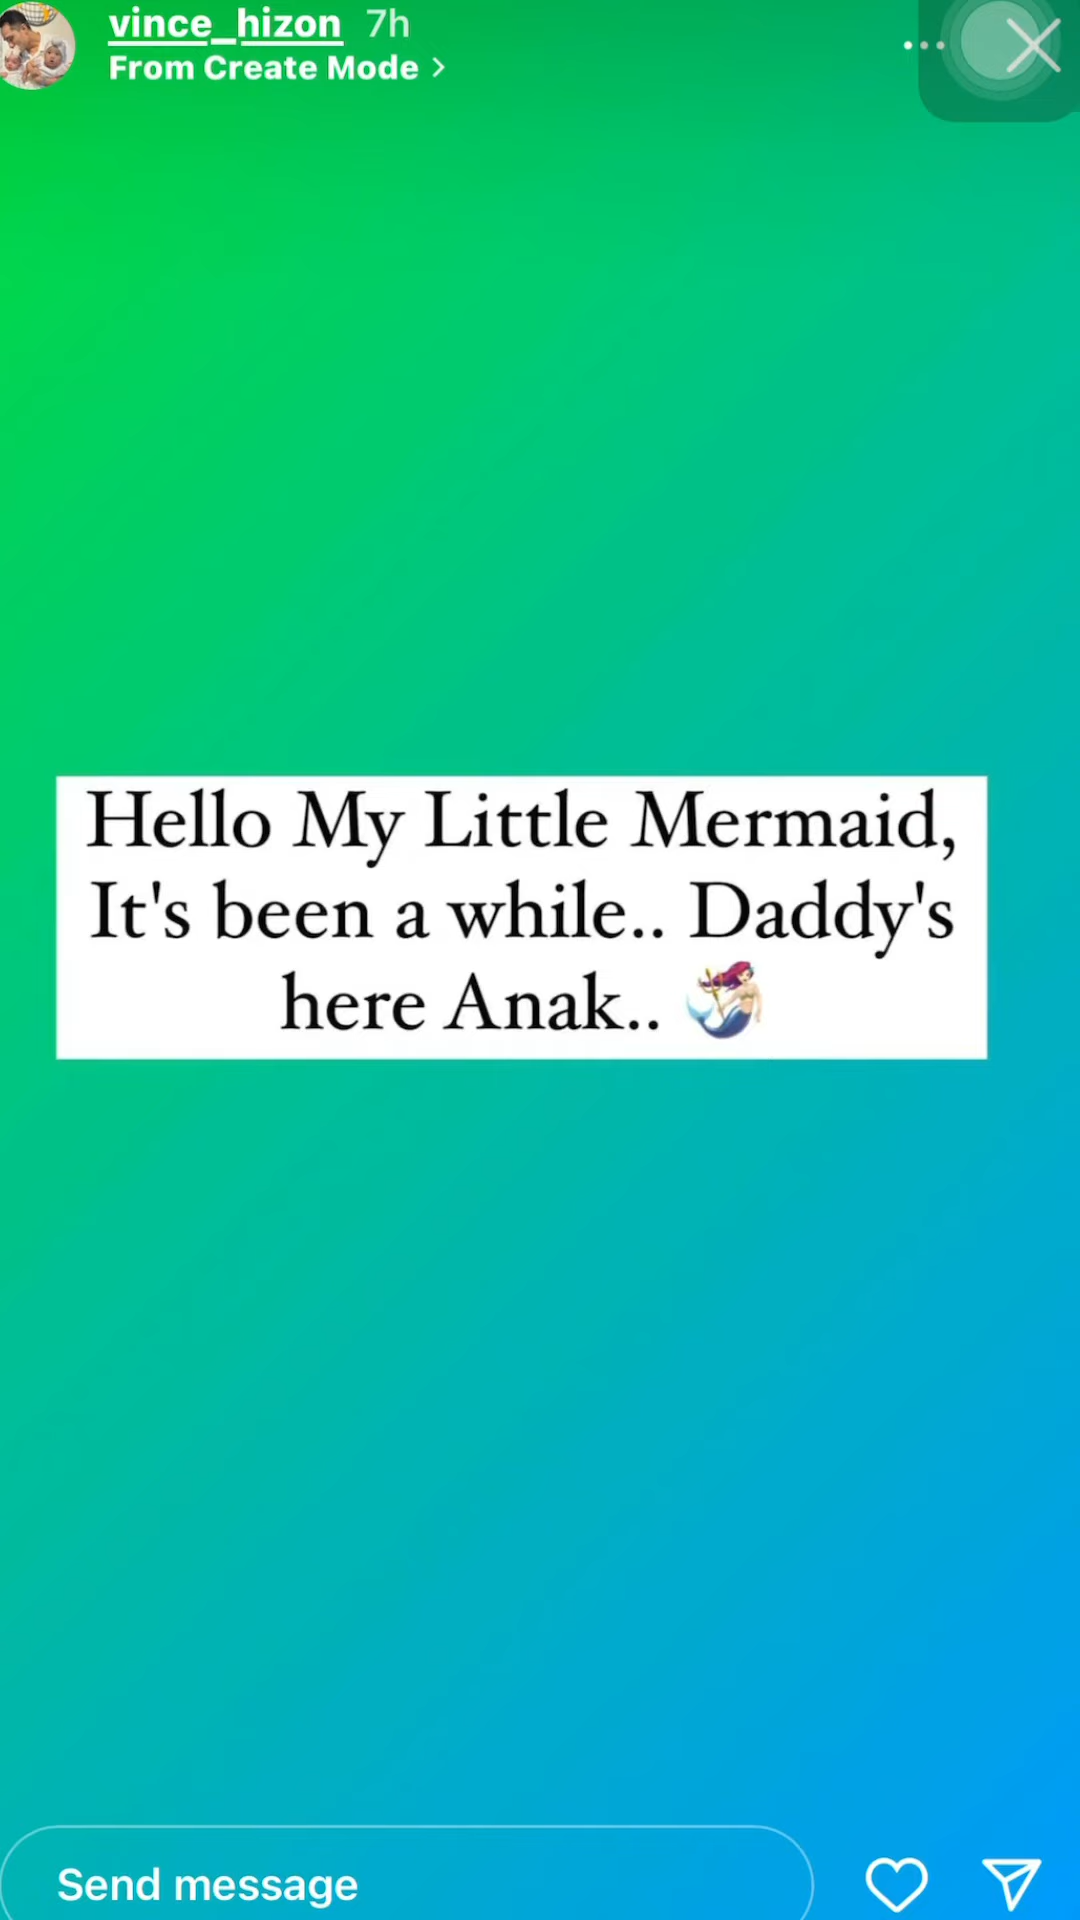 vince_hizon 7h
From Create Mode >
Hello My Little Mermaid,
It's been a while.. Daddy's
here Anak.. 🧜🏻‍♀️
Send message